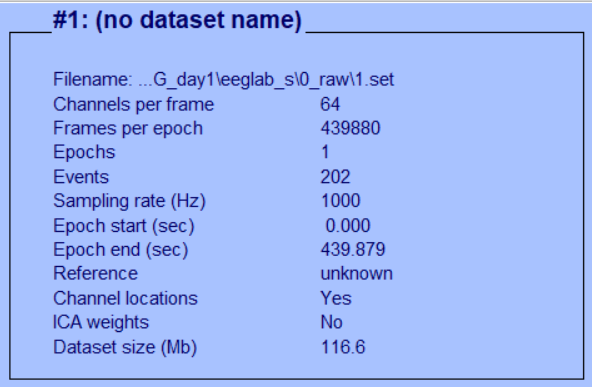 #1: (no dataset name)
Filename: ...G_day1\eeglab_s\0_raw\1.set
Channels per frame 64
Frames per epoch 439880
Epochs 1
Events 202
Sampling rate (Hz) 1000
Epoch start (sec) 0.000
Epoch end (sec) 439.879
Reference unknown
Channel locations Yes
ICA weights No
Dataset size (Mb) 116.6